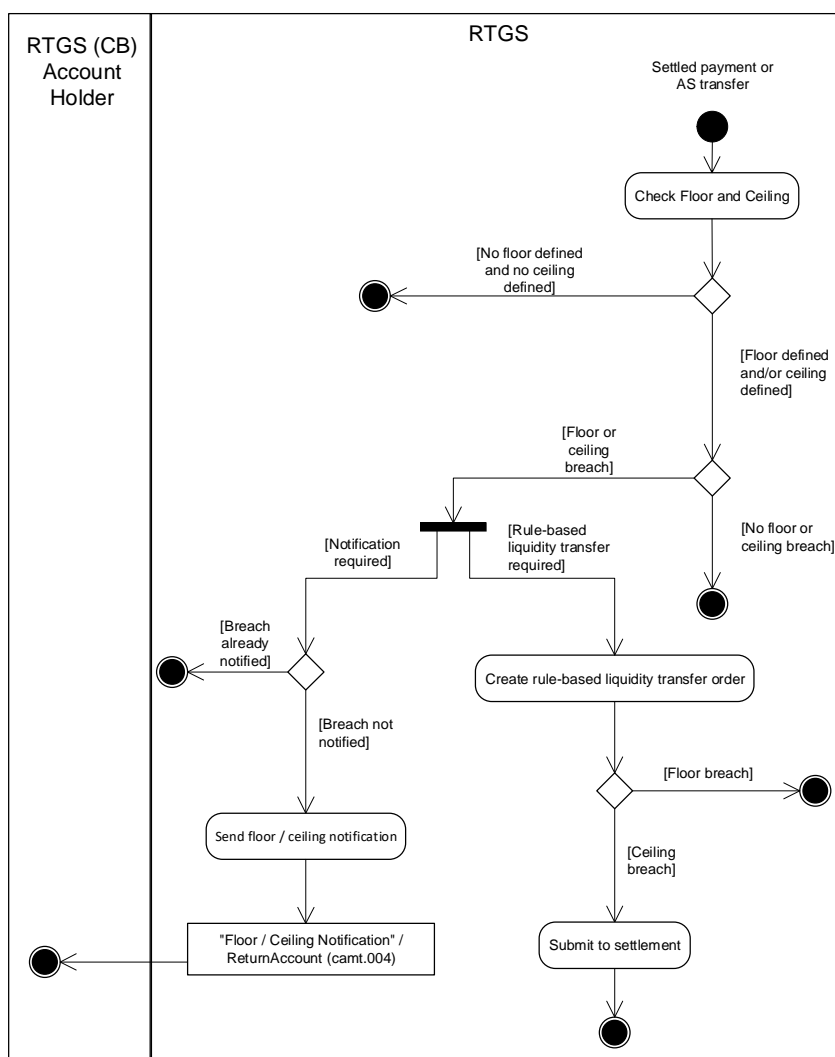 RTGS (CB)
Account
Holder
RTGS
Settled payment or
AS transfer
Check Floor and Ceiling
[No floor defined
and no ceiling
defined]
[Floor defined
and/or ceiling
defined]
[Floor or
ceiling
breach]
[No floor or
ceiling breach]
[Notification
required]
[Rule-based
liquidity transfer
required]
[Breach
already
notified]
Create rule-based liquidity transfer order
[Breach not
notified]
[Floor breach]
Send floor / ceiling notification
[Ceiling
breach]
"Floor / Ceiling Notification" /
ReturnAccount (camt.004)
Submit to settlement